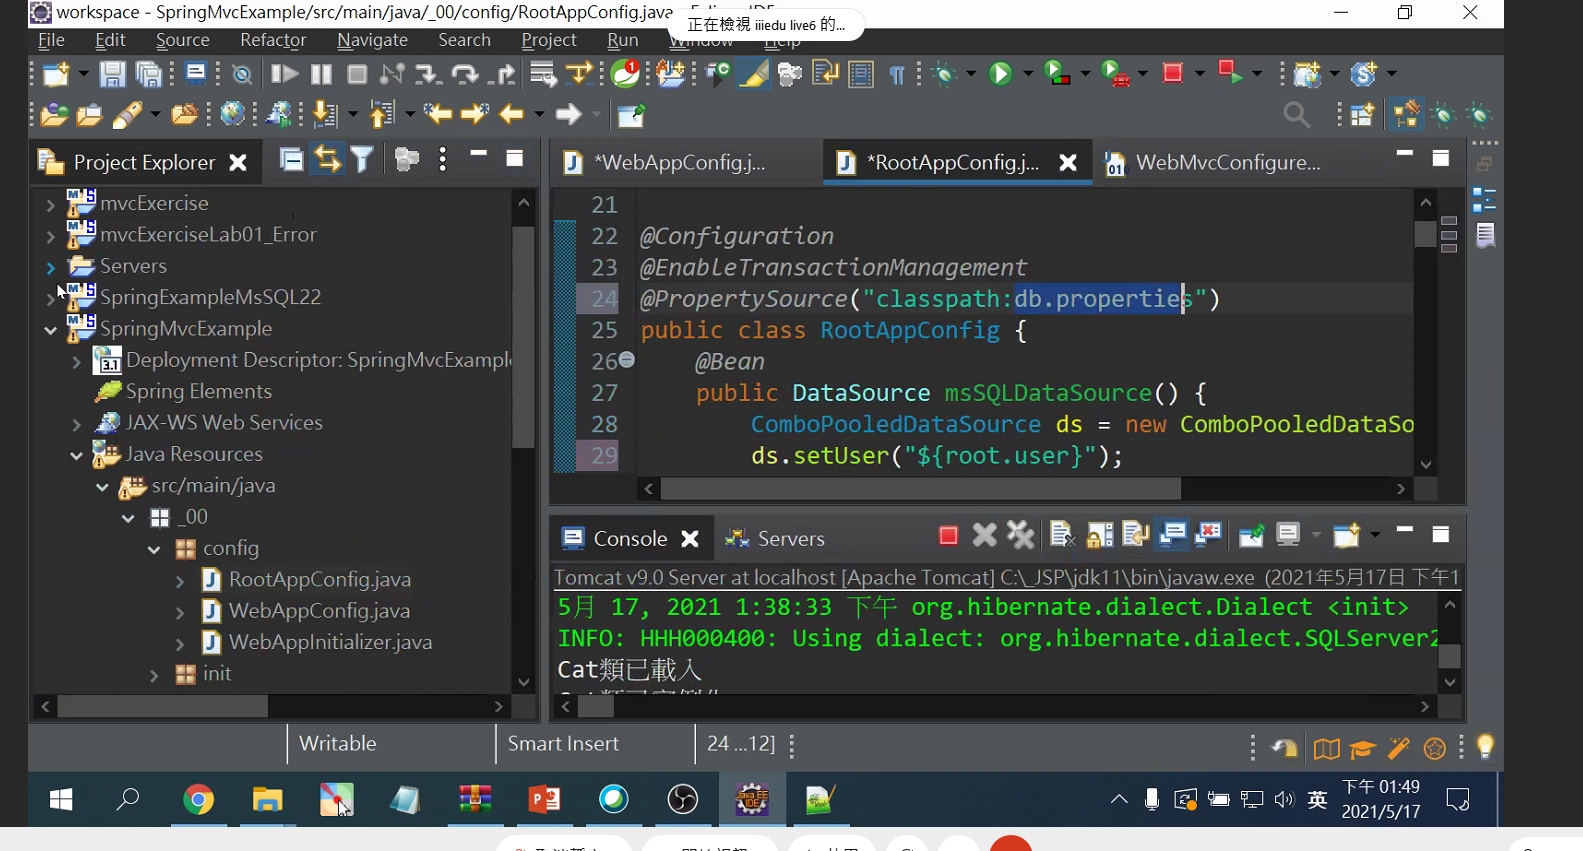 workspace - SpringMvcExample/src/main/java/_00/config/RootAppConfig.java
正在檢視 iiiedu live6 的...
File Edit Source Refactor Navigate Search Project Run Window Help
Project Explorer
*WebAppConfig.j...
*RootAppConfig.j...
WebMvcConfigure...
mvcExercise
mvcExerciseLab01_Error
Servers
SpringExampleMsSQL22
SpringMvcExample
Deployment Descriptor: SpringMvcExampl
Spring Elements
JAX-WS Web Services
Java Resources
src/main/java
_00
config
RootAppConfig.java
WebAppConfig.java
WebAppInitializer.java
init
21
22 @Configuration
23 @EnableTransactionManagement
24 @PropertySource("classpath:db.properties")
25 public class RootAppConfig {
26 @Bean
27 public DataSource msSQLDataSource() {
28 ComboPooledDataSource ds = new ComboPooledDataSo
29 ds.setUser("${root.user}");
Console
Servers
Tomcat v9.0 Server at localhost [Apache Tomcat] C:\_JSP\jdk11\bin\javaw.exe (2021年5月17日 下午1
5月 17, 2021 1:38:33 下午 org.hibernate.dialect.Dialect <init>
INFO: HHH000400: Using dialect: org.hibernate.dialect.SQLServer2
Cat類已載入
Writable
Smart Insert
24 ...12]
英
下午 01:49
2021/5/17